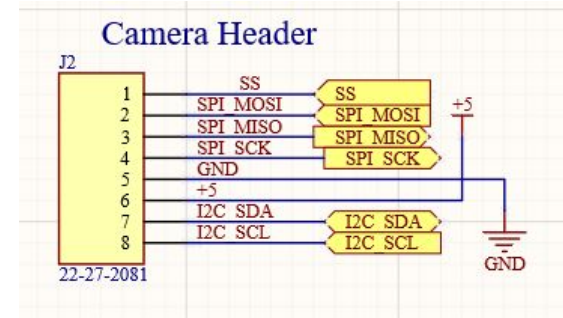 Camera Header
J2
1 SS SS
2 SPI_MOSI SPI_MOSI +5
3 SPI_MISO SPI_MISO
4 SPI_SCK SPI_SCK
5 GND
6 +5
7 I2C_SDA I2C_SDA
8 I2C_SCL I2C_SCL
GND
22-27-2081